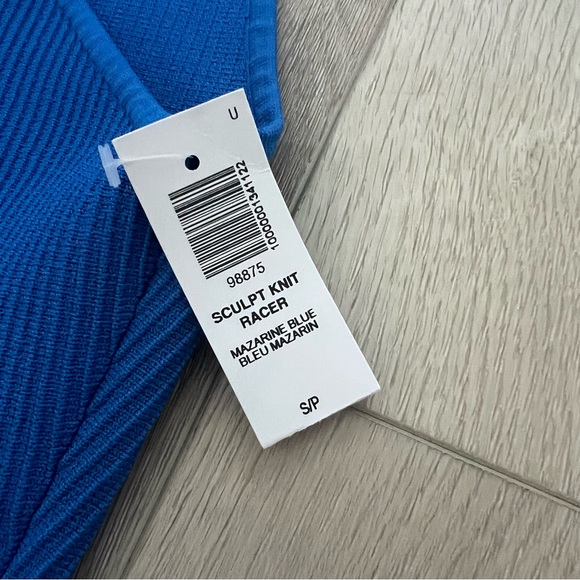 U
1000001341122
98875
SCULPT KNIT
RACER
MAZARINE BLUE
BLEU MAZARIN
S/P